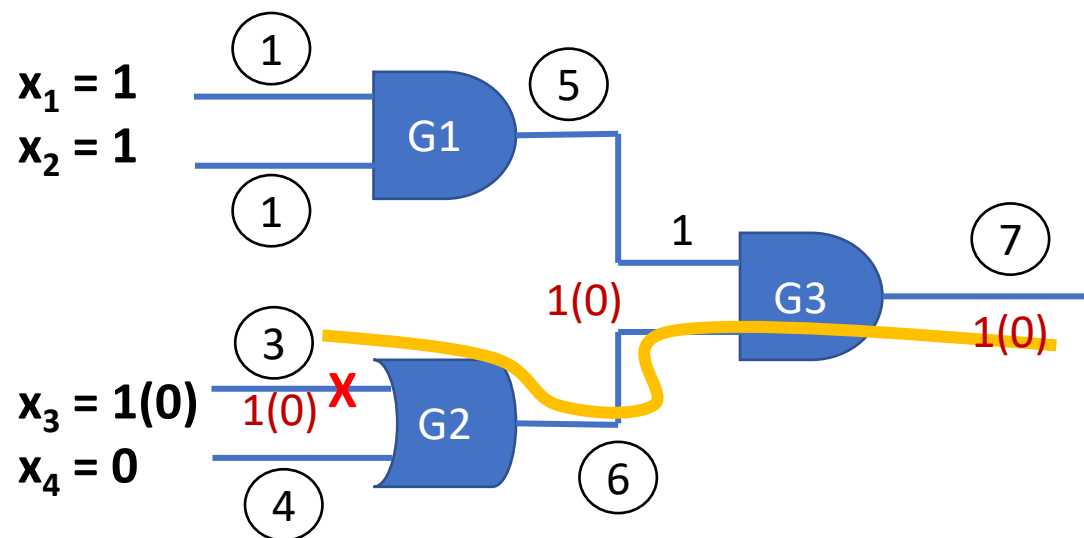 1
x₁ = 1
5
G1
x₂ = 1
1
1
7
1(0)
G3
3
1(0)
X
x₃ = 1(0)
1(0)
G2
x₄ = 0
6
4